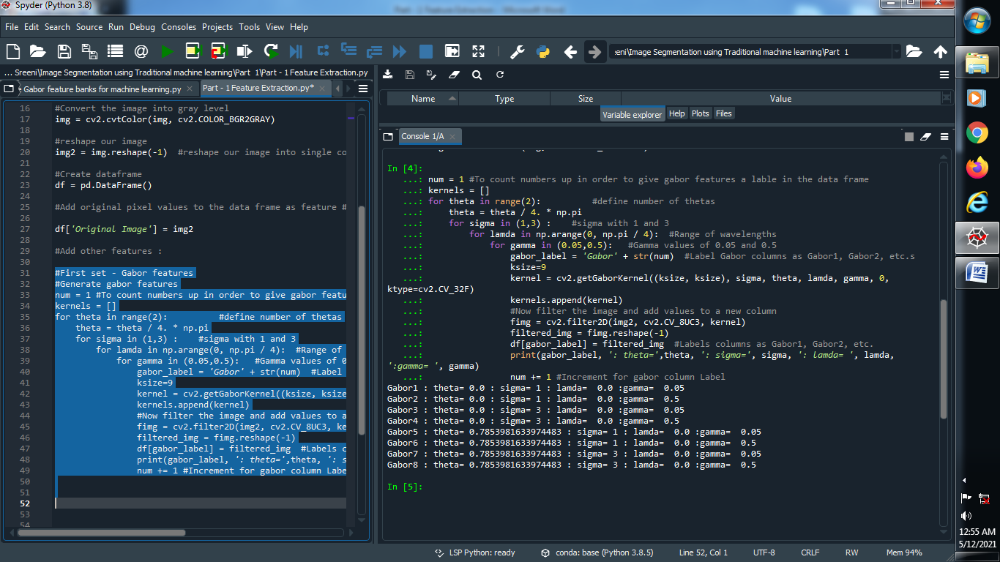 Spyder (Python 3.8)
Part - 1 Feature Extraction - Microsoft Word
File Edit Search Source Run Debug Consoles Projects Tools View Help
:eni\Image Segmentation using Traditional machine learning\Part 1
... Sreeni\Image Segmentation using Traditional machine learning\Part 1\Part - 1 Feature Extraction.py
Gabor feature banks for machine learning.py
Part - 1 Feature Extraction.py*
16 #Convert the image into gray level
17 img = cv2.cvtColor(img, cv2.COLOR_BGR2GRAY)
18
19 #reshape our image
20 img2 = img.reshape(-1) #reshape our image into single co
21
22 #Create dataframe
23 df = pd.DataFrame()
24
25 #Add original pixel values to the data frame as feature #
26
27 df['Original Image'] = img2
28
29 #Add other features :
30
31 #First set - Gabor features
32 #Generate gabor features
33 num = 1 #To count numbers up in order to give gabor featu
34 kernels = []
35 for theta in range(2): #define number of thetas
36 theta = theta / 4. * np.pi
37 for sigma in (1,3) : #sigma with 1 and 3
38 for lamda in np.arange(0, np.pi / 4): #Range of
39 for gamma in (0.05,0.5): #Gamma values of 0
40 gabor_label = 'Gabor' + str(num) #Label
41 ksize=9
42 kernel = cv2.getGaborKernel((ksize, ksize
43 kernels.append(kernel)
44 #Now filter the image and add values to a
45 fimg = cv2.filter2D(img2, cv2.CV_8UC3, ke
46 filtered_img = fimg.reshape(-1)
47 df[gabor_label] = filtered_img #Labels c
48 print(gabor_label, ': theta=',theta, ': s
49 num += 1 #Increment for gabor column Labe
50
51
52
53
54
Name Type Size Value
Variable explorer Help Plots Files
Console 1/A
In [4]:
...: num = 1 #To count numbers up in order to give gabor features a lable in the data frame
...: kernels = []
...: for theta in range(2): #define number of thetas
...: theta = theta / 4. * np.pi
...: for sigma in (1,3) : #sigma with 1 and 3
...: for lamda in np.arange(0, np.pi / 4): #Range of wavelengths
...: for gamma in (0.05,0.5): #Gamma values of 0.05 and 0.5
...: gabor_label = 'Gabor' + str(num) #Label Gabor columns as Gabor1, Gabor2, etc.s
...: ksize=9
...: kernel = cv2.getGaborKernel((ksize, ksize), sigma, theta, lamda, gamma, 0,
ktype=cv2.CV_32F)
...: kernels.append(kernel)
...: #Now filter the image and add values to a new column
...: fimg = cv2.filter2D(img2, cv2.CV_8UC3, kernel)
...: filtered_img = fimg.reshape(-1)
...: df[gabor_label] = filtered_img #Labels columns as Gabor1, Gabor2, etc.
...: print(gabor_label, ': theta=',theta, ': sigma=', sigma, ': lamda= ', lamda,
':gamma= ', gamma)
...: num += 1 #Increment for gabor column Label
Gabor1 : theta= 0.0 : sigma= 1 : lamda= 0.0 :gamma= 0.05
Gabor2 : theta= 0.0 : sigma= 1 : lamda= 0.0 :gamma= 0.5
Gabor3 : theta= 0.0 : sigma= 3 : lamda= 0.0 :gamma= 0.05
Gabor4 : theta= 0.0 : sigma= 3 : lamda= 0.0 :gamma= 0.5
Gabor5 : theta= 0.7853981633974483 : sigma= 1 : lamda= 0.0 :gamma= 0.05
Gabor6 : theta= 0.7853981633974483 : sigma= 1 : lamda= 0.0 :gamma= 0.5
Gabor7 : theta= 0.7853981633974483 : sigma= 3 : lamda= 0.0 :gamma= 0.05
Gabor8 : theta= 0.7853981633974483 : sigma= 3 : lamda= 0.0 :gamma= 0.5
In [5]:
LSP Python: ready conda: base (Python 3.8.5) Line 52, Col 1 UTF-8 CRLF RW Mem 94%
12:55 AM
5/12/2021